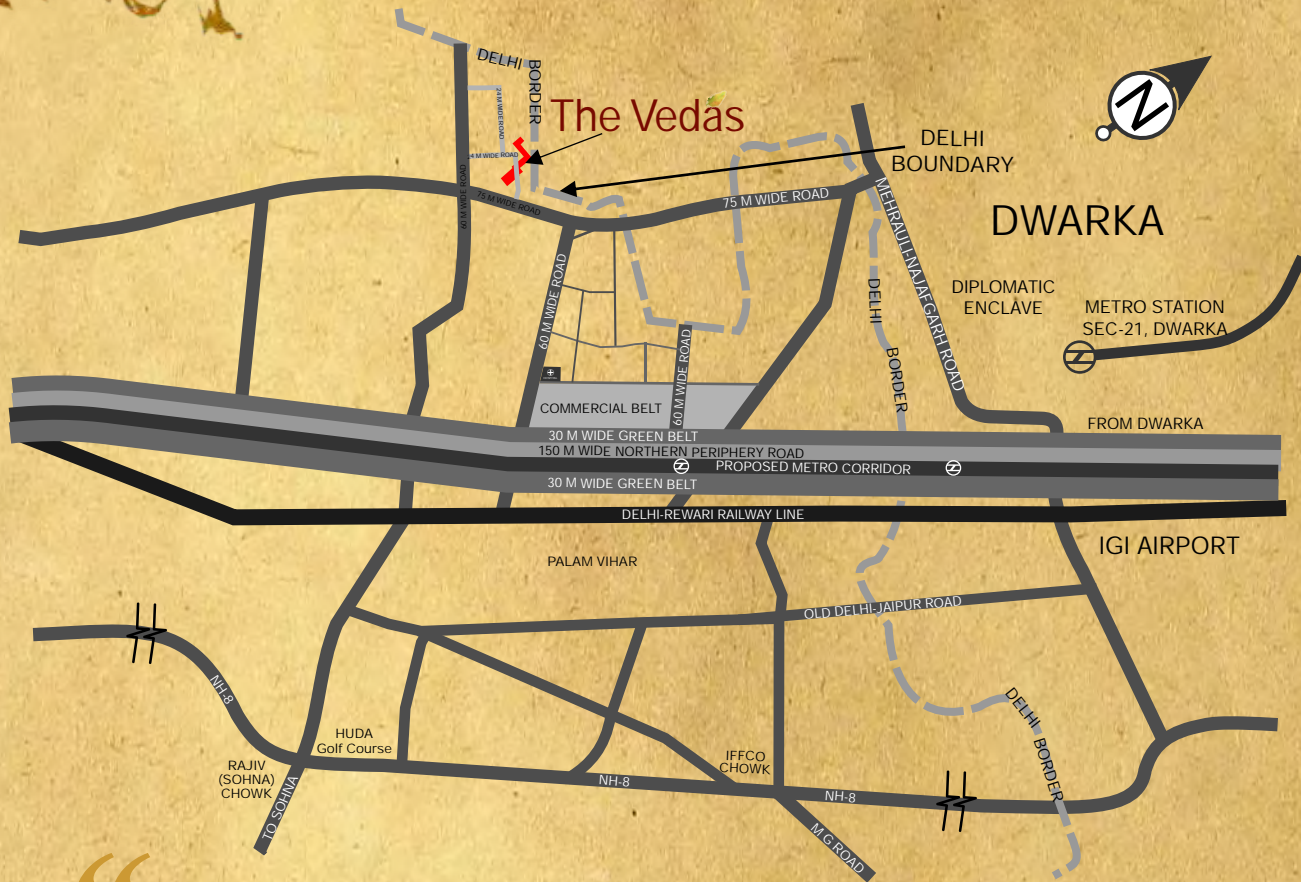 DELHI
BORDER
The Vedas
24 M WIDE ROAD
24 M WIDE ROAD
60 M WIDE ROAD
75 M WIDE ROAD
N
DELHI
BOUNDARY
75 M WIDE ROAD
MEHRAULI-NAJAFGARH ROAD
DWARKA
DIPLOMATIC
ENCLAVE
METRO STATION
SEC-21, DWARKA
60 M WIDE ROAD
60 M WIDE ROAD
DELHI
BORDER
COMMERCIAL BELT
FROM DWARKA
30 M WIDE GREEN BELT
150 M WIDE NORTHERN PERIPHERY ROAD
PROPOSED METRO CORRIDOR
30 M WIDE GREEN BELT
DELHI-REWARI RAILWAY LINE
IGI AIRPORT
PALAM VIHAR
OLD DELHI-JAIPUR ROAD
NH-8
DELHI
BORDER
HUDA
Golf Course
RAJIV
(SOHNA)
CHOWK
IFFCO
CHOWK
NH-8
NH-8
TO SOHNA
M G ROAD